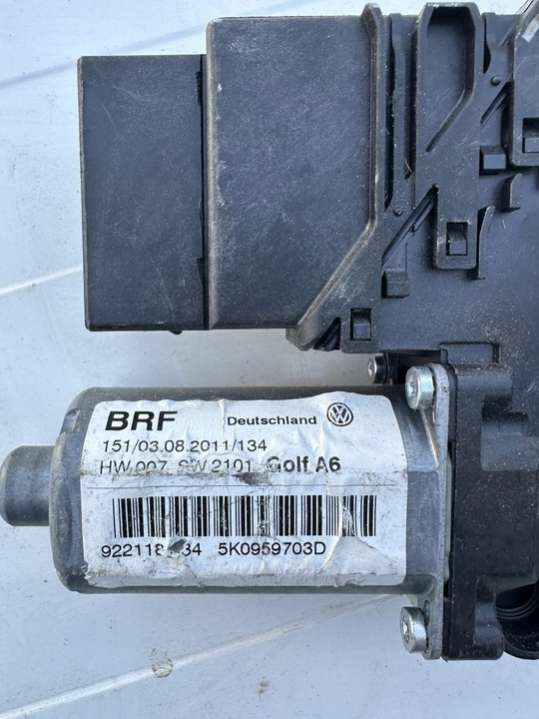 BRF Deutschland
151/03.08.2011/134
HW 007 SW 2101 Golf A6
5K0959703D